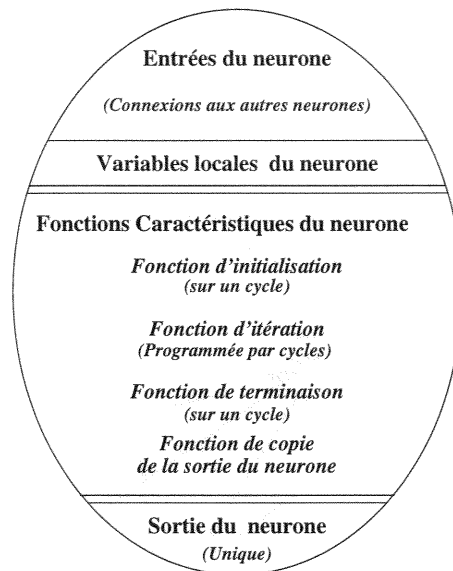 Entrées du neurone
(Connexions aux autres neurones)
Variables locales du neurone
Fonctions Caractéristiques du neurone
Fonction d'initialisation
(sur un cycle)
Fonction d'itération
(Programmée par cycles)
Fonction de terminaison
(sur un cycle)
Fonction de copie
de la sortie du neurone
Sortie du neurone
(Unique)